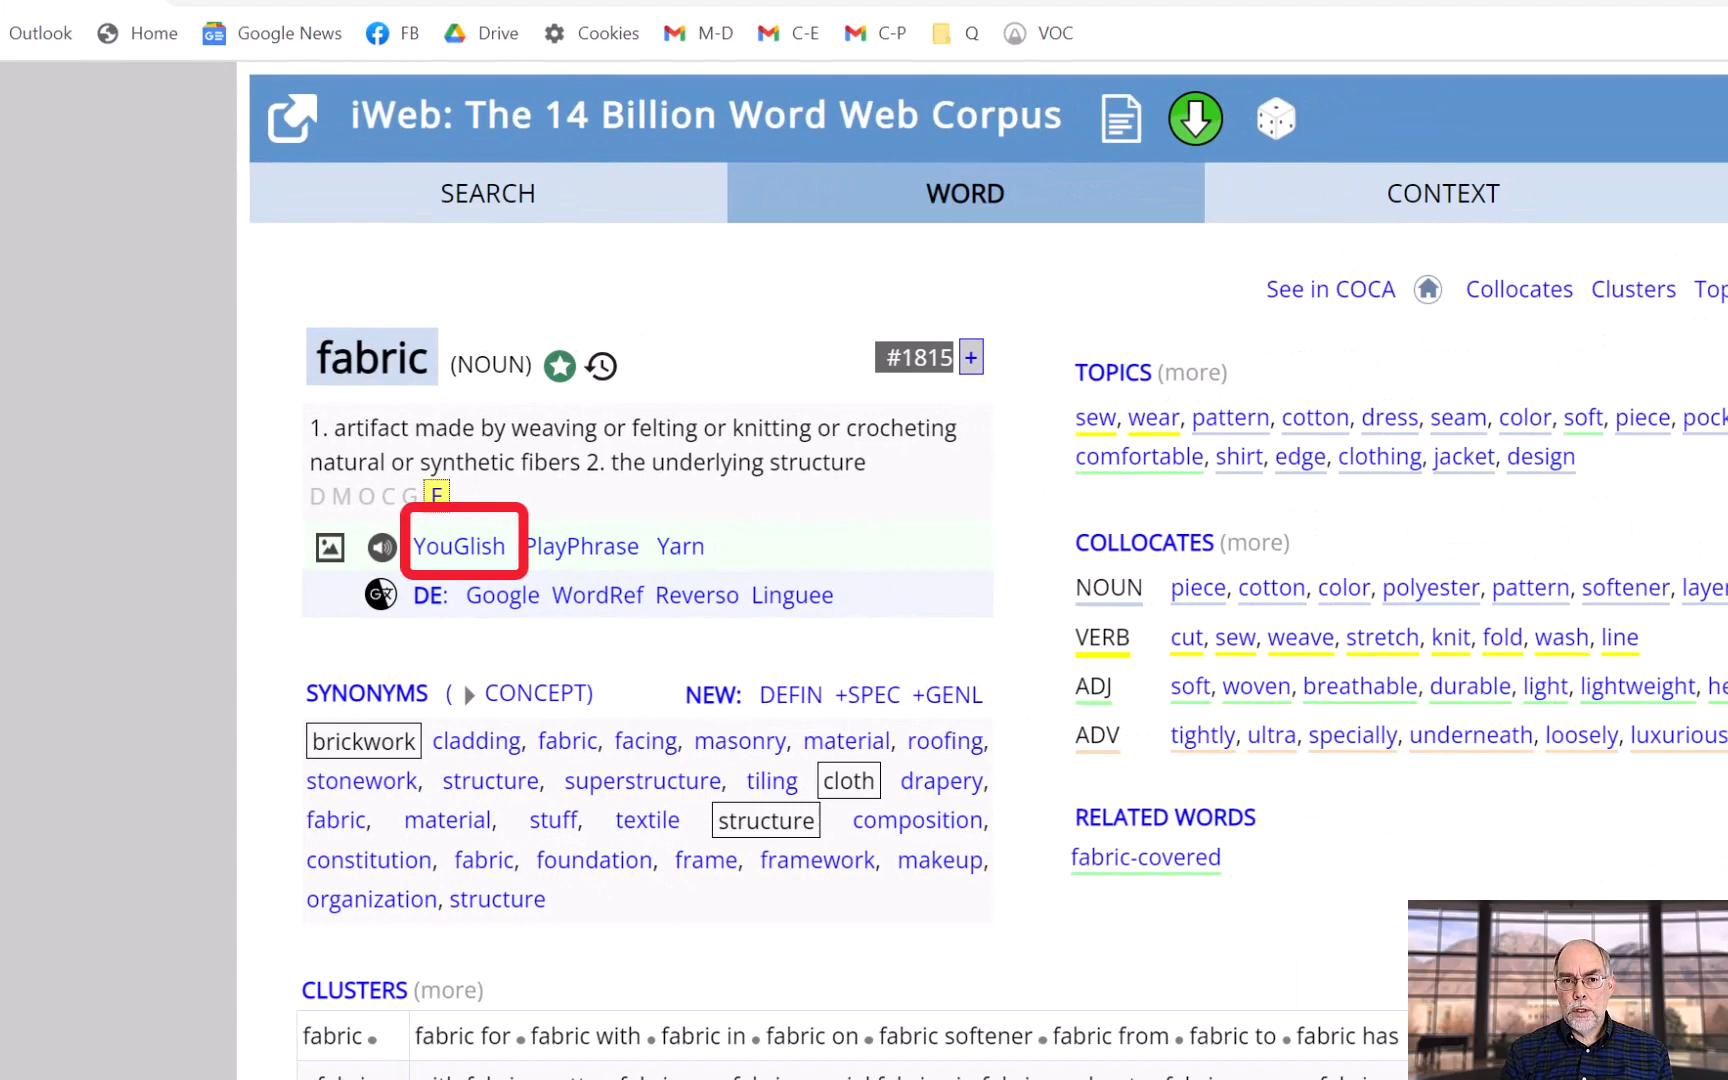 Outlook Home Google News FB Drive Cookies M-D C-E C-P Q VOC
iWeb: The 14 Billion Word Web Corpus
SEARCH WORD CONTEXT
See in COCA Collocates Clusters
fabric (NOUN) #1815 +
1. artifact made by weaving or felting or knitting or crocheting
natural or synthetic fibers 2. the underlying structure
D M O C G E
YouGlish PlayPhrase Yarn
DE: Google WordRef Reverso Linguee
SYNONYMS ( CONCEPT) NEW: DEFIN +SPEC +GENL
brickwork cladding, fabric, facing, masonry, material, roofing,
stonework, structure, superstructure, tiling cloth drapery,
fabric, material, stuff, textile structure composition,
constitution, fabric, foundation, frame, framework, makeup,
organization, structure
TOPICS (more)
sew, wear, pattern, cotton, dress, seam, color, soft, piece,
comfortable, shirt, edge, clothing, jacket, design
COLLOCATES (more)
NOUN piece, cotton, color, polyester, pattern, softener,
VERB cut, sew, weave, stretch, knit, fold, wash, line
ADJ soft, woven, breathable, durable, light, lightweight,
ADV tightly, ultra, specially, underneath, loosely,
RELATED WORDS
fabric-covered
CLUSTERS (more)
fabric • fabric for • fabric with • fabric in • fabric on • fabric softener • fabric from • fabric to • fabric has